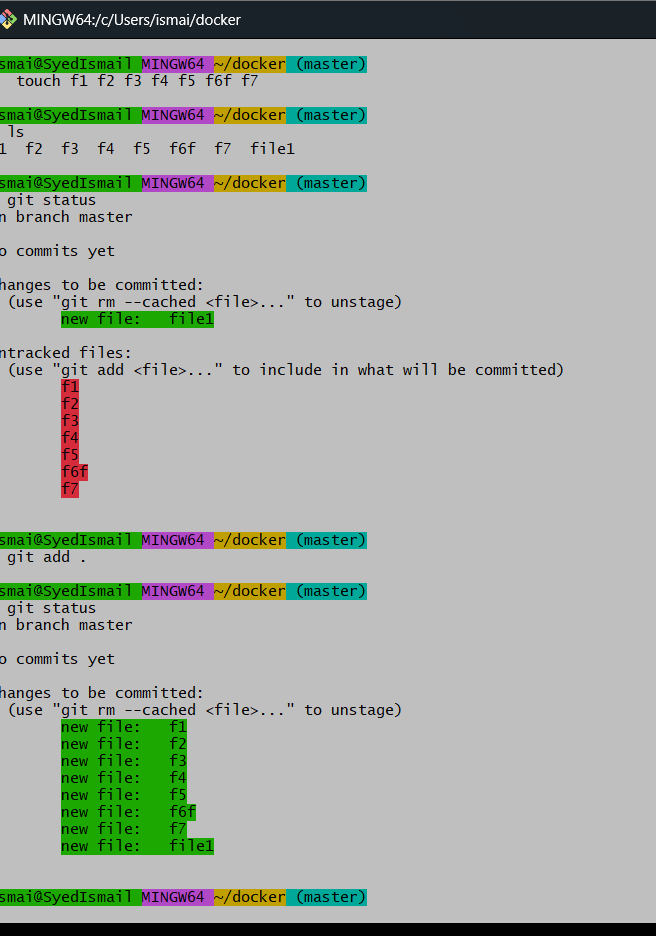 MINGW64:/c/Users/ismai/docker
smai@SyedIsmail MINGW64 ~/docker (master)
touch f1 f2 f3 f4 f5 f6f f7
smai@SyedIsmail MINGW64 ~/docker (master)
ls
1 f2 f3 f4 f5 f6f f7 file1
smai@SyedIsmail MINGW64 ~/docker (master)
git status
n branch master
o commits yet
hanges to be committed:
(use "git rm --cached <file>..." to unstage)
new file: file1
ntracked files:
(use "git add <file>..." to include in what will be committed)
f1
f2
f3
f4
f5
f6f
f7
smai@SyedIsmail MINGW64 ~/docker (master)
git add .
smai@SyedIsmail MINGW64 ~/docker (master)
git status
n branch master
o commits yet
hanges to be committed:
(use "git rm --cached <file>..." to unstage)
new file: f1
new file: f2
new file: f3
new file: f4
new file: f5
new file: f6f
new file: f7
new file: file1
smai@SyedIsmail MINGW64 ~/docker (master)